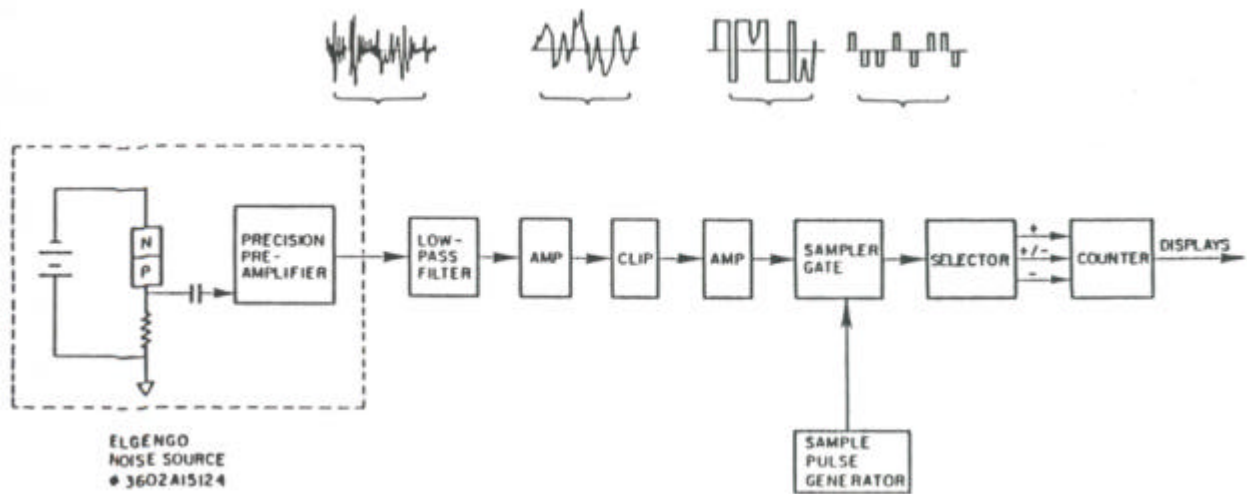 N
P
PRECISION
PRE-
AMPLIFIER
LOW-
PASS
FILTER
AMP
CLIP
AMP
SAMPLER
GATE
SELECTOR
+
+/-
-
COUNTER
DISPLAYS
SAMPLE
PULSE
GENERATOR
ELGENGO
NOISE SOURCE
# 3602A15124